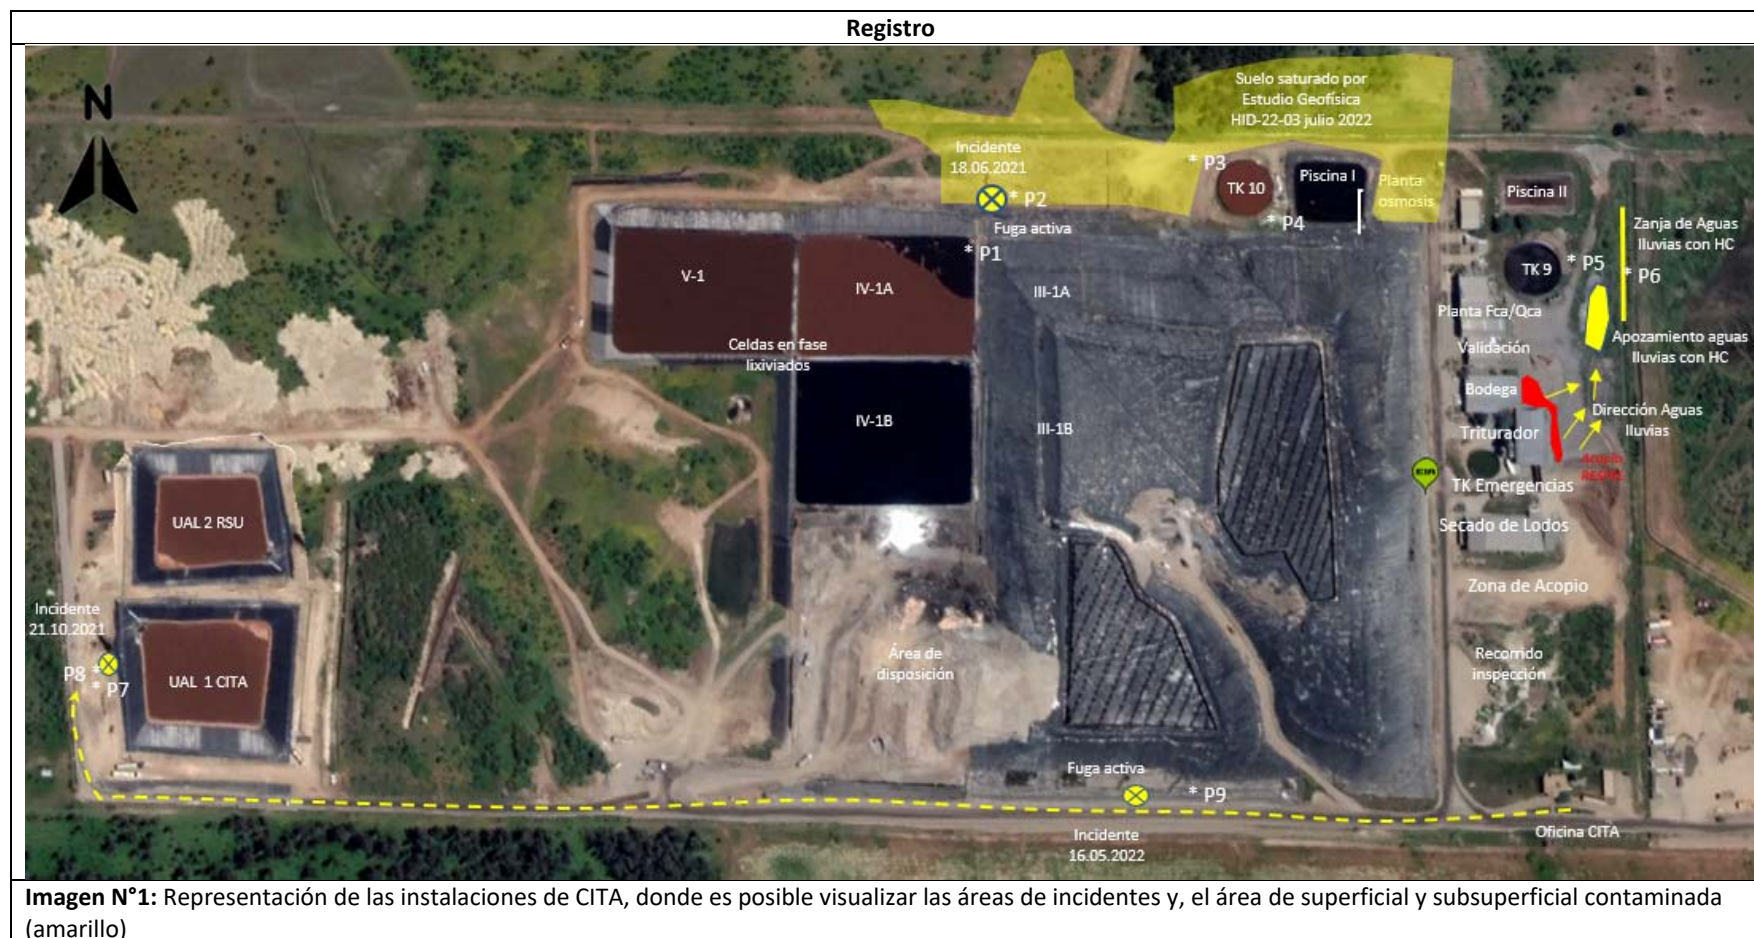 Registro
N
Suelo saturado por
Estudio Geofísica
HID-22-03 julio 2022
Incidente
18.06.2021
* P2
Fuga activa
* P1
* P3
TK 10
* P4
Piscina I
Planta
osmosis
Piscina II
Zanja de Aguas
lluvias con HC
TK 9
* P5
* P6
Planta Fca/Qca
Validación
Apozamiento aguas
lluvias con HC
Bodega
Dirección Aguas
lluvias
Triturador
Acopio
TK Emergencias
Secado de Lodos
Zona de Acopio
Recorrido
inspección
V-1
IV-1A
III-1A
Celdas en fase
lixiviados
IV-1B
III-1B
UAL 2 RSU
Incidente
21.10.2021
P8 *
* P7
UAL 1 CITA
Área de
disposición
Fuga activa
* P9
Incidente
16.05.2022
Oficina CITA
Imagen N°1: Representación de las instalaciones de CITA, donde es posible visualizar las áreas de incidentes y, el área de superficial y subsuperficial contaminada
(amarillo)